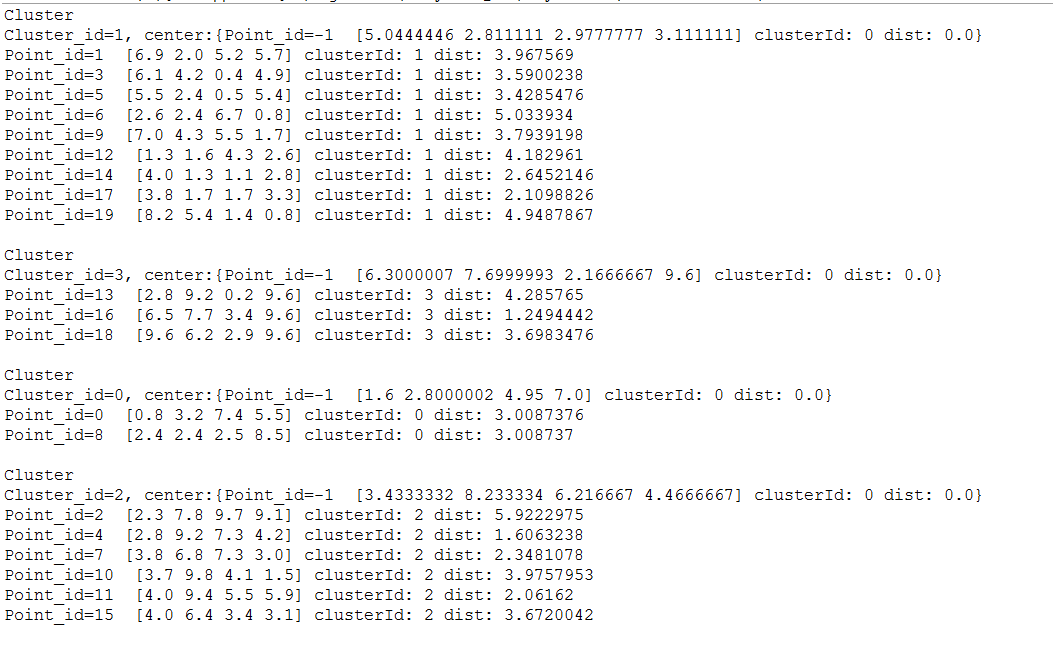 Cluster
Cluster_id=1, center:{Point_id=-1  [5.0444446 2.811111 2.9777777 3.111111] clusterId: 0 dist: 0.0}
Point_id=1  [6.9 2.0 5.2 5.7] clusterId: 1 dist: 3.967569
Point_id=3  [6.1 4.2 0.4 4.9] clusterId: 1 dist: 3.5900238
Point_id=5  [5.5 2.4 0.5 5.4] clusterId: 1 dist: 3.4285476
Point_id=6  [2.6 2.4 6.7 0.8] clusterId: 1 dist: 5.033934
Point_id=9  [7.0 4.3 5.5 1.7] clusterId: 1 dist: 3.7939198
Point_id=12  [1.3 1.6 4.3 2.6] clusterId: 1 dist: 4.182961
Point_id=14  [4.0 1.3 1.1 2.8] clusterId: 1 dist: 2.6452146
Point_id=17  [3.8 1.7 1.7 3.3] clusterId: 1 dist: 2.1098826
Point_id=19  [8.2 5.4 1.4 0.8] clusterId: 1 dist: 4.9487867
Cluster
Cluster_id=3, center:{Point_id=-1  [6.3000007 7.6999993 2.1666667 9.6] clusterId: 0 dist: 0.0}
Point_id=13  [2.8 9.2 0.2 9.6] clusterId: 3 dist: 4.285765
Point_id=16  [6.5 7.7 3.4 9.6] clusterId: 3 dist: 1.2494442
Point_id=18  [9.6 6.2 2.9 9.6] clusterId: 3 dist: 3.6983476
Cluster
Cluster_id=0, center:{Point_id=-1  [1.6 2.8000002 4.95 7.0] clusterId: 0 dist: 0.0}
Point_id=0  [0.8 3.2 7.4 5.5] clusterId: 0 dist: 3.0087376
Point_id=8  [2.4 2.4 2.5 8.5] clusterId: 0 dist: 3.008737
Cluster
Cluster_id=2, center:{Point_id=-1  [3.4333332 8.233334 6.216667 4.4666667] clusterId: 0 dist: 0.0}
Point_id=2  [2.3 7.8 9.7 9.1] clusterId: 2 dist: 5.9222975
Point_id=4  [2.8 9.2 7.3 4.2] clusterId: 2 dist: 1.6063238
Point_id=7  [3.8 6.8 7.3 3.0] clusterId: 2 dist: 2.3481078
Point_id=10  [3.7 9.8 4.1 1.5] clusterId: 2 dist: 3.9757953
Point_id=11  [4.0 9.4 5.5 5.9] clusterId: 2 dist: 2.06162
Point_id=15  [4.0 6.4 3.4 3.1] clusterId: 2 dist: 3.6720042